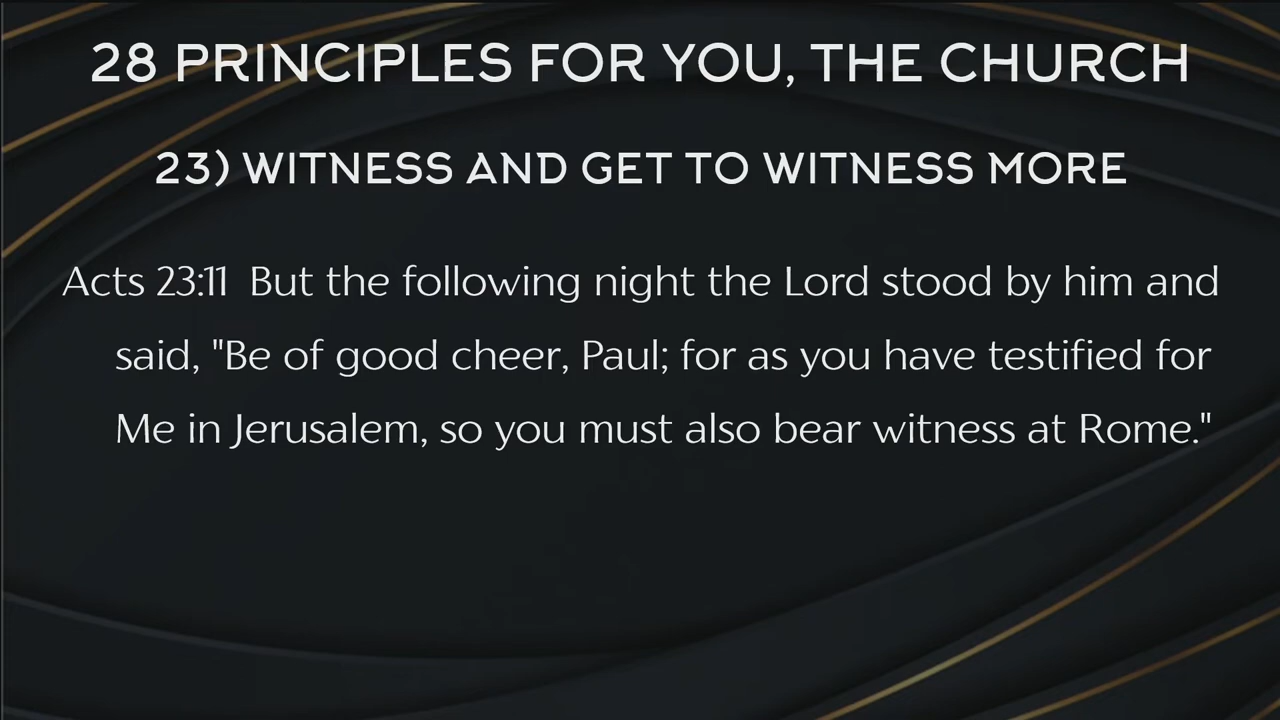 28 PRINCIPLES FOR YOU, THE CHURCH
23) WITNESS AND GET TO WITNESS MORE
Acts 23:11 But the following night the Lord stood by him and
said, "Be of good cheer, Paul; for as you have testified for
Me in Jerusalem, so you must also bear witness at Rome."